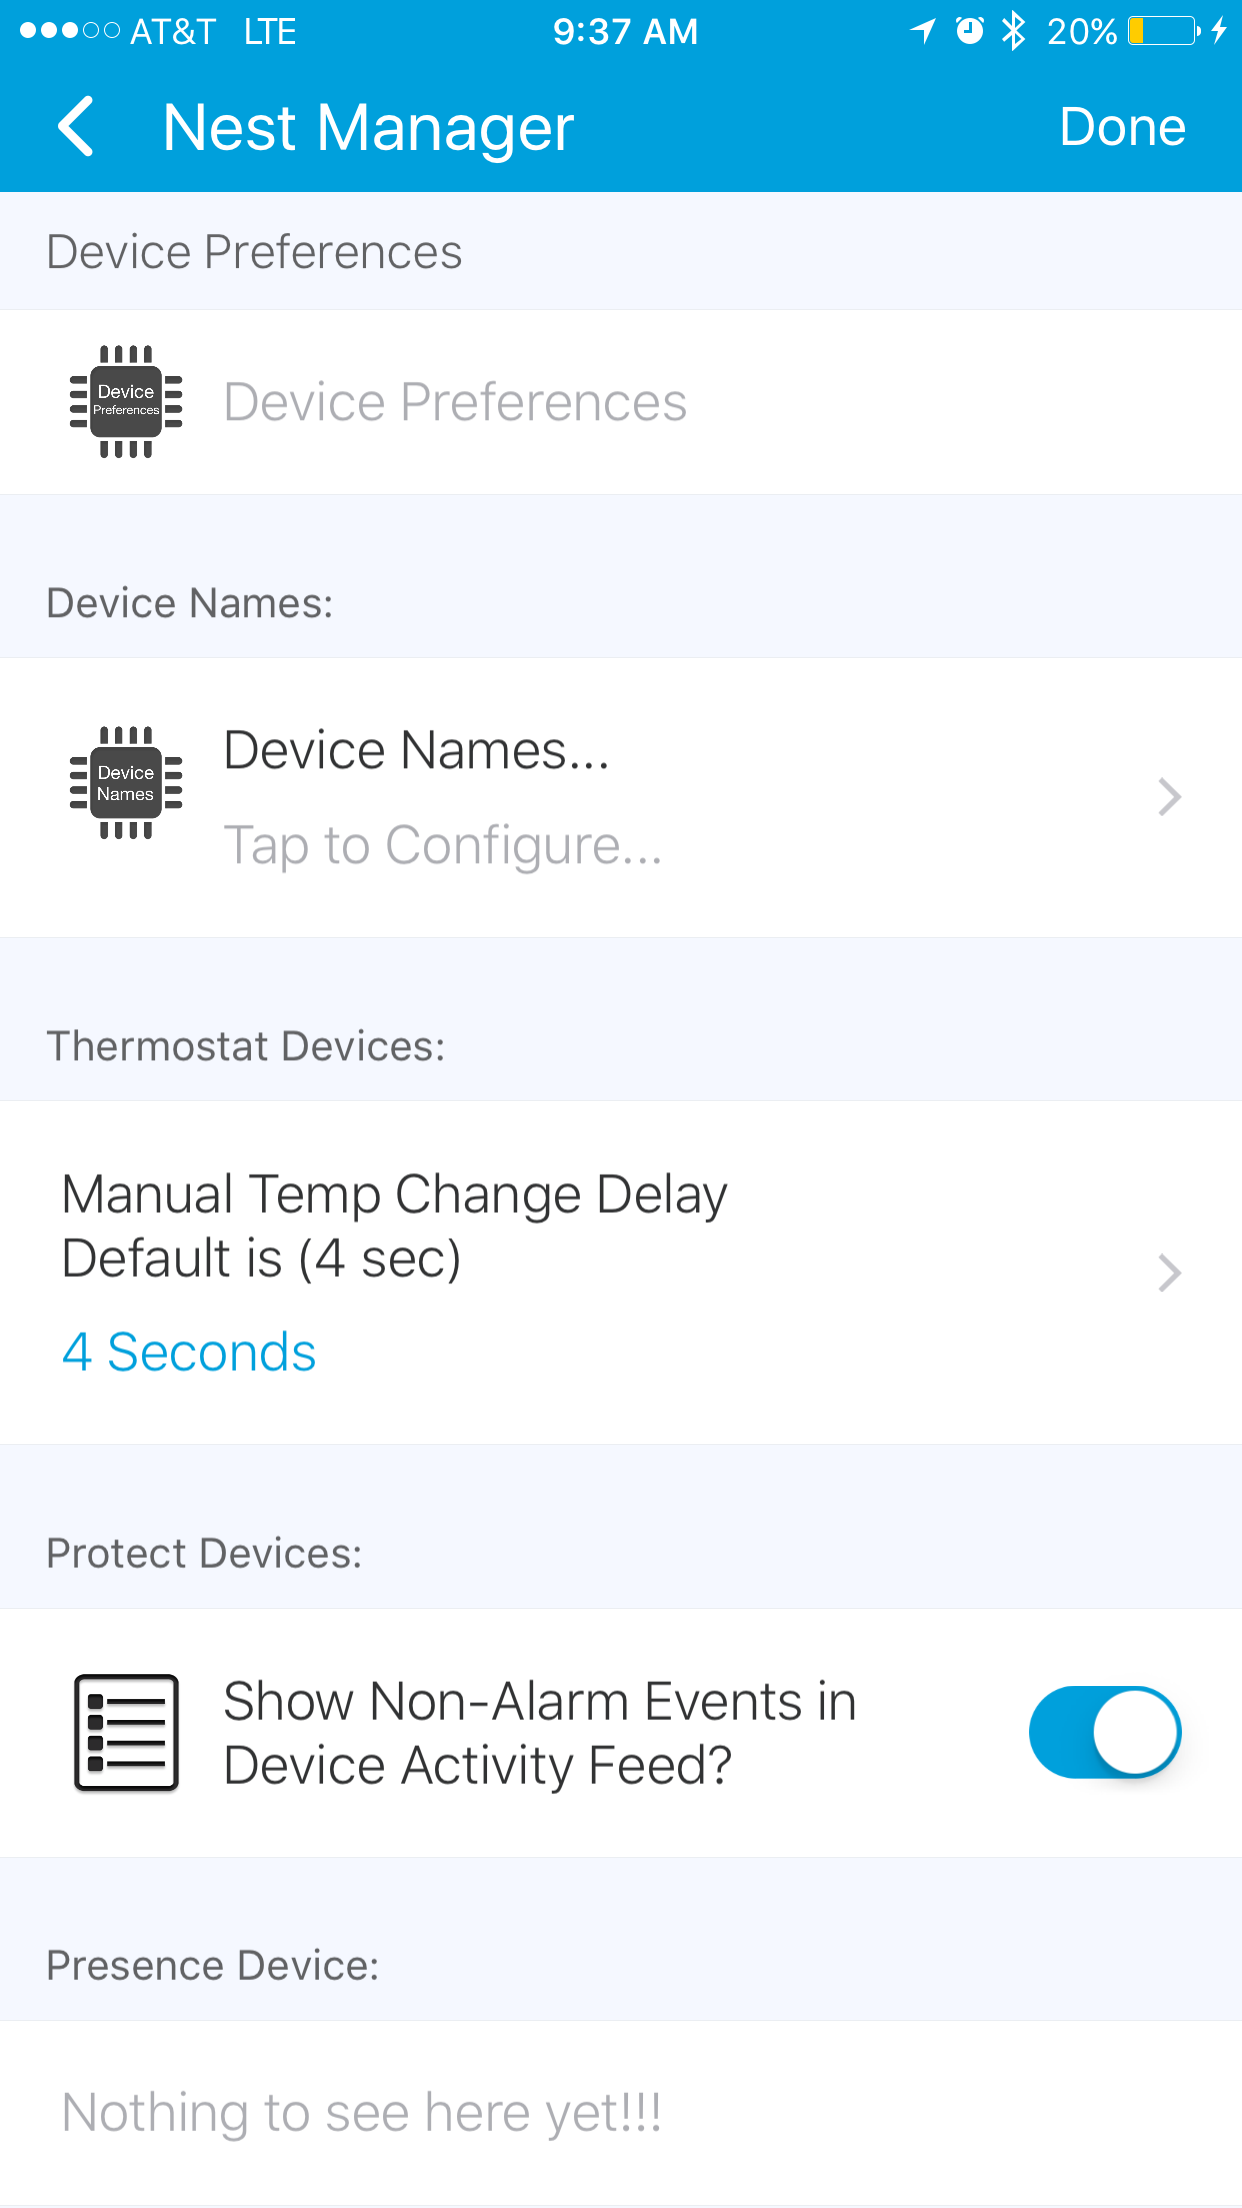 AT&T LTE 9:37 AM 20%
Nest Manager Done
Device Preferences
Device
Preferences
Device Preferences
Device Names:
Device
Names
Device Names...
Tap to Configure...
Thermostat Devices:
Manual Temp Change Delay
Default is (4 sec)
4 Seconds
Protect Devices:
Show Non-Alarm Events in
Device Activity Feed?
Presence Device:
Nothing to see here yet!!!